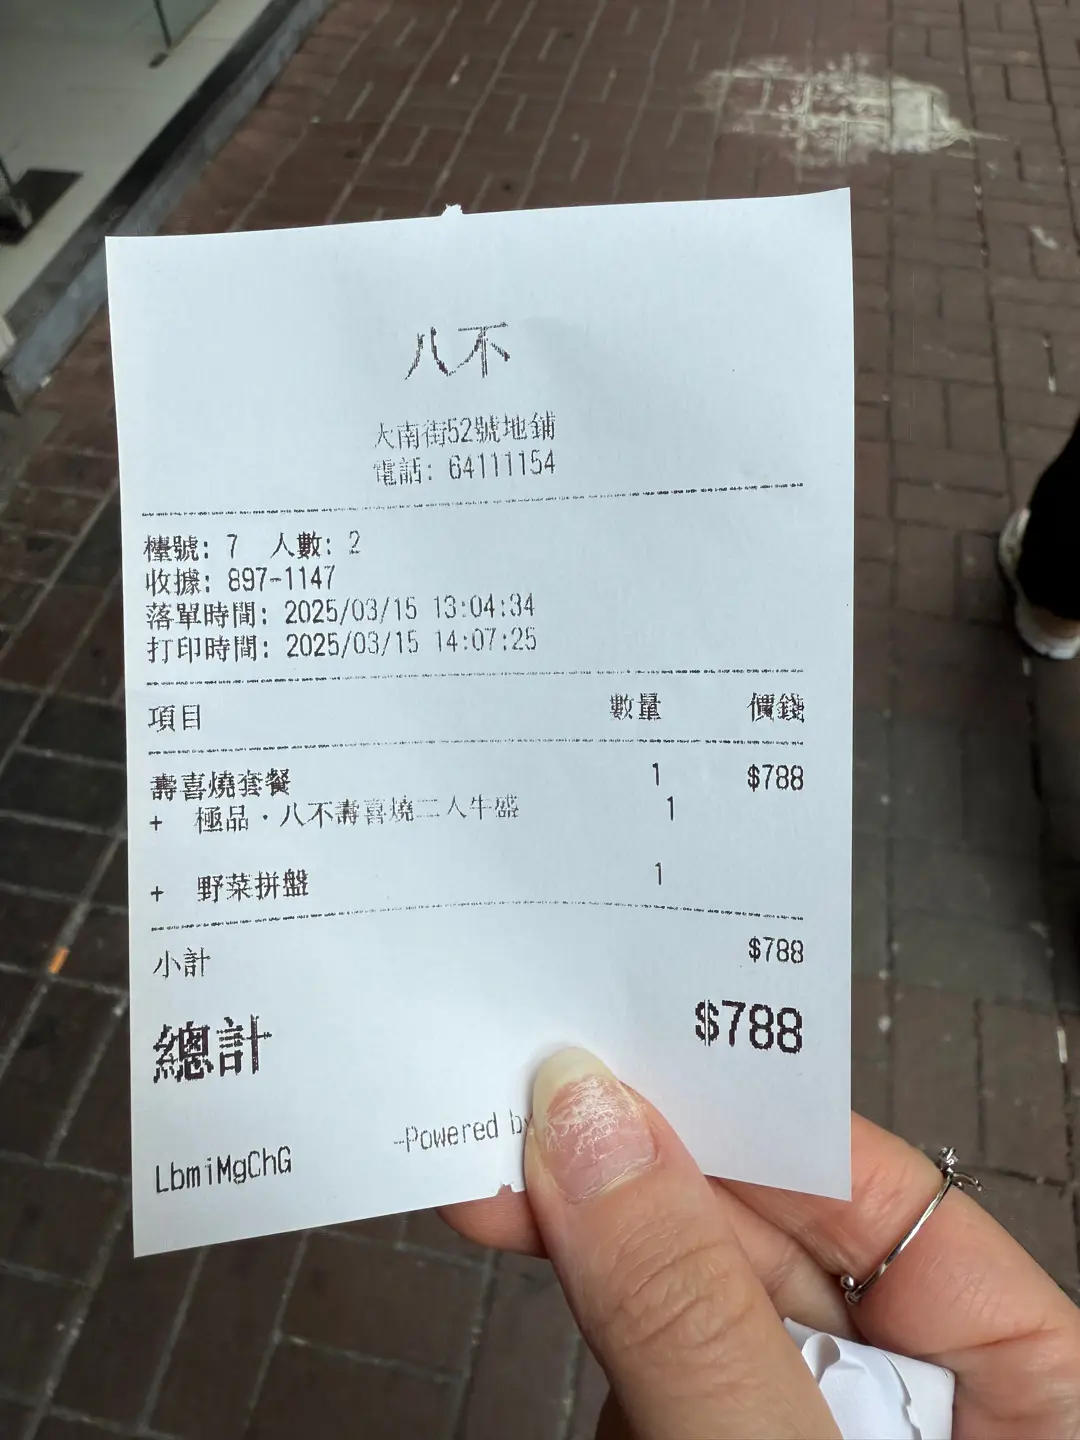 八不
大南街52號地鋪
電話: 64111154
檯號: 7 人數: 2
收據: 897-1147
落單時間: 2025/03/15 13:04:34
打印時間: 2025/03/15 14:07:25
項目 數量 價錢
壽喜燒套餐 1 $788
+ 極品・八不壽喜燒二人牛盛 1
+ 野菜拼盤 1
小計 $788
總計 $788
-Powered by
LbmiMgChG